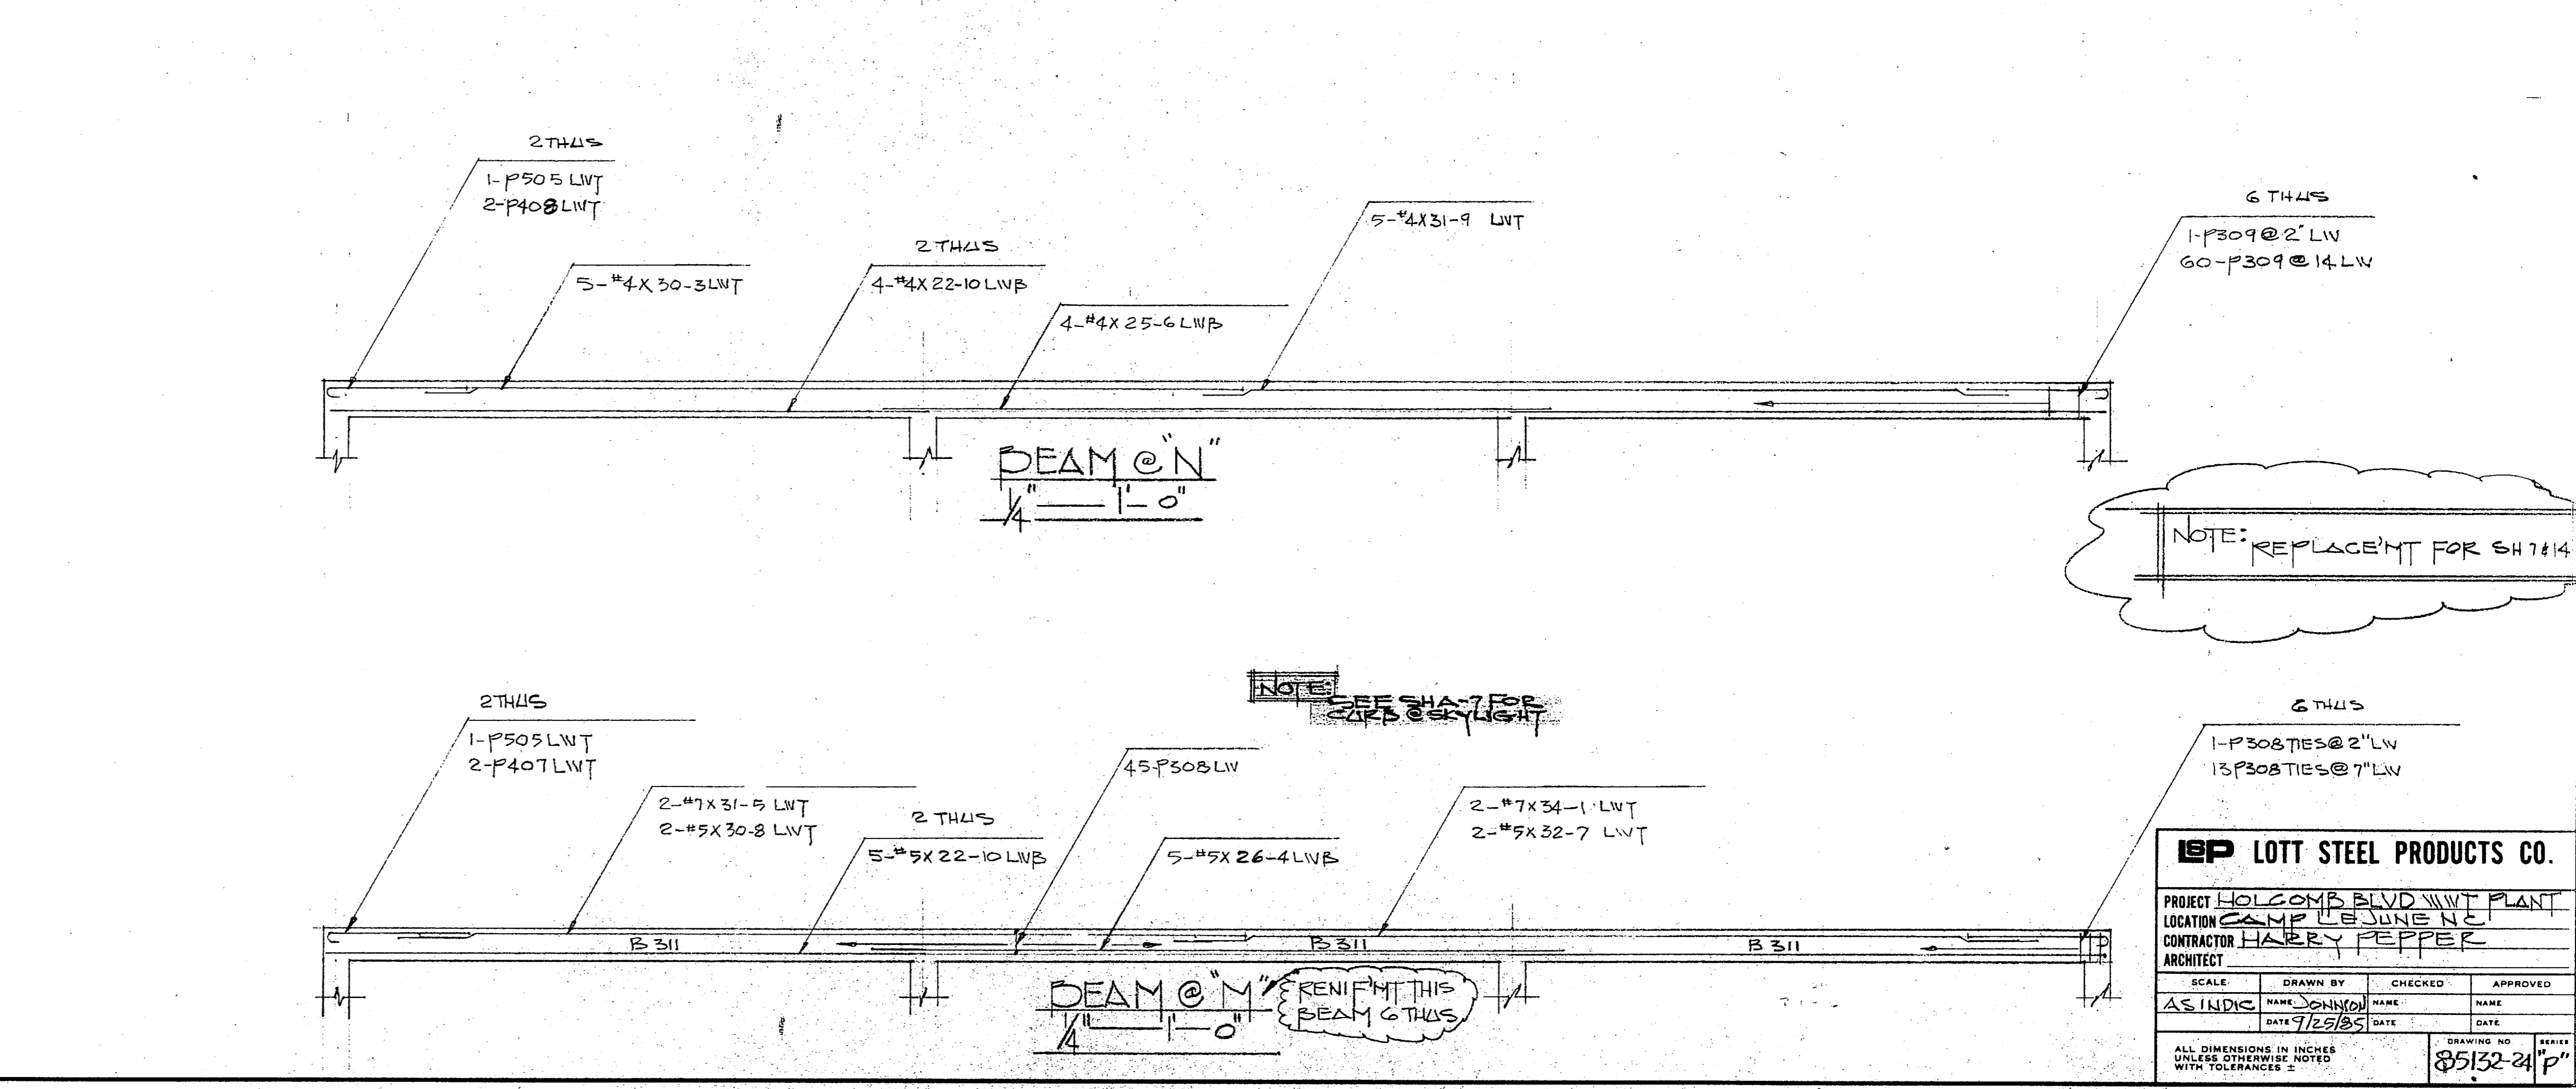 2 THUS
1-P505 LWT
2-P408 LWT
5-#4X30-3 LWT
2 THUS
4-#4X22-10 LWB
4-#4X25-6 LWB
5-#4X31-9 LWT
6 THUS
1-P309@2" LW
60-P309@14 LW
BEAM @ "N"
1/4" — 1'-0"
NOTE: REPLACE'MT FOR SH 7&14
NOTE: SEE SHA-7 FOR
CURB @ SKYLIGHT
2 THUS
1-P505 LWT
2-P407 LWT
2-#7X31-5 LWT
2-#5X30-8 LWT
2 THUS
5-#5X22-10 LWB
45-P308 LW
5-#5X26-4 LWB
2-#7X34-1 LWT
2-#5X32-7 LWT
6 THUS
1-P308 TIES@2" LW
13 P308 TIES@7" LW
B 311
B 311
B 311
BEAM @ "M"
1/4" — 1'-0"
RENIF'MT THIS
BEAM 6 THUS
LSP LOTT STEEL PRODUCTS CO.
PROJECT HOLCOMB BLVD WWT PLANT
LOCATION CAMP LEJUNE NC
CONTRACTOR HARRY PEPPER
ARCHITECT
SCALE DRAWN BY CHECKED APPROVED
AS INDIC NAME JOHNSON NAME NAME
DATE 9/25/85 DATE DATE
ALL DIMENSIONS IN INCHES
UNLESS OTHERWISE NOTED
WITH TOLERANCES ±
DRAWING NO SERIES
85132-24 "P"